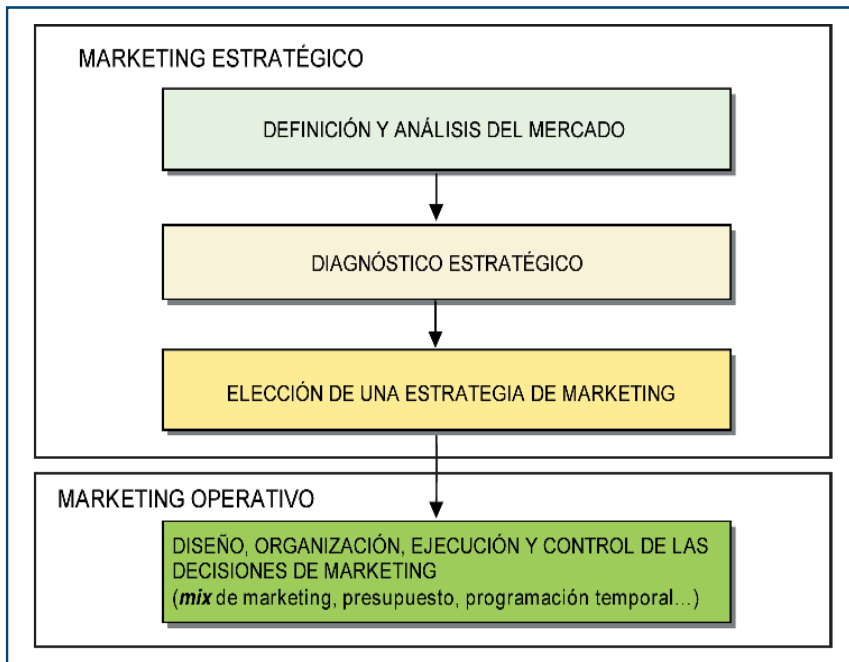 MARKETING ESTRATÉGICO
DEFINICIÓN Y ANÁLISIS DEL MERCADO
DIAGNÓSTICO ESTRATÉGICO
ELECCIÓN DE UNA ESTRATEGIA DE MARKETING
MARKETING OPERATIVO
DISEÑO, ORGANIZACIÓN, EJECUCIÓN Y CONTROL DE LAS
DECISIONES DE MARKETING
(mix de marketing, presupuesto, programación temporal…)